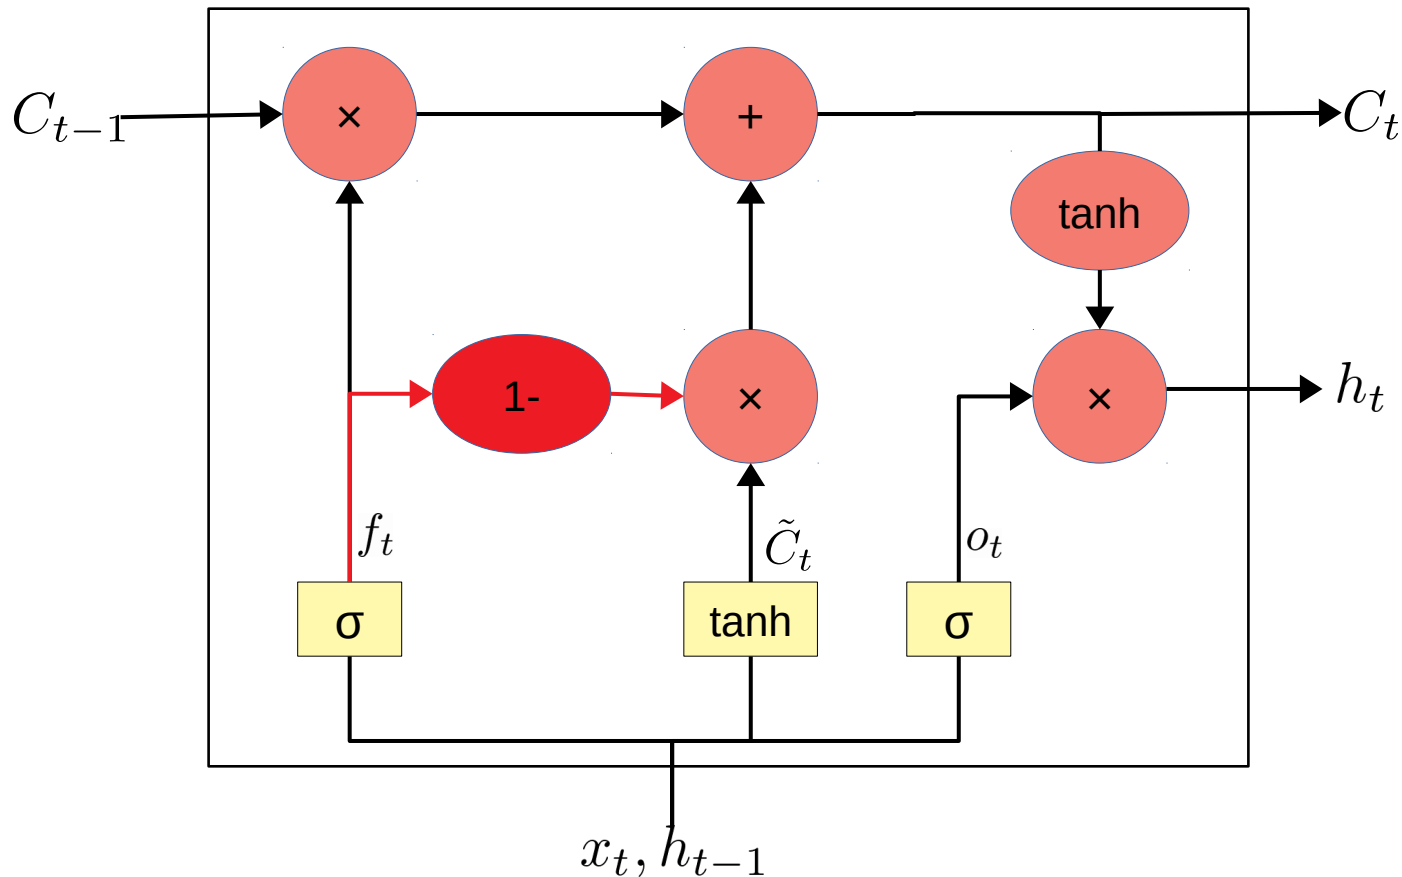 C_{t-1} × + C_t
tanh
1- × × h_t
f_t C̃_t o_t
σ tanh σ
x_t, h_{t-1}